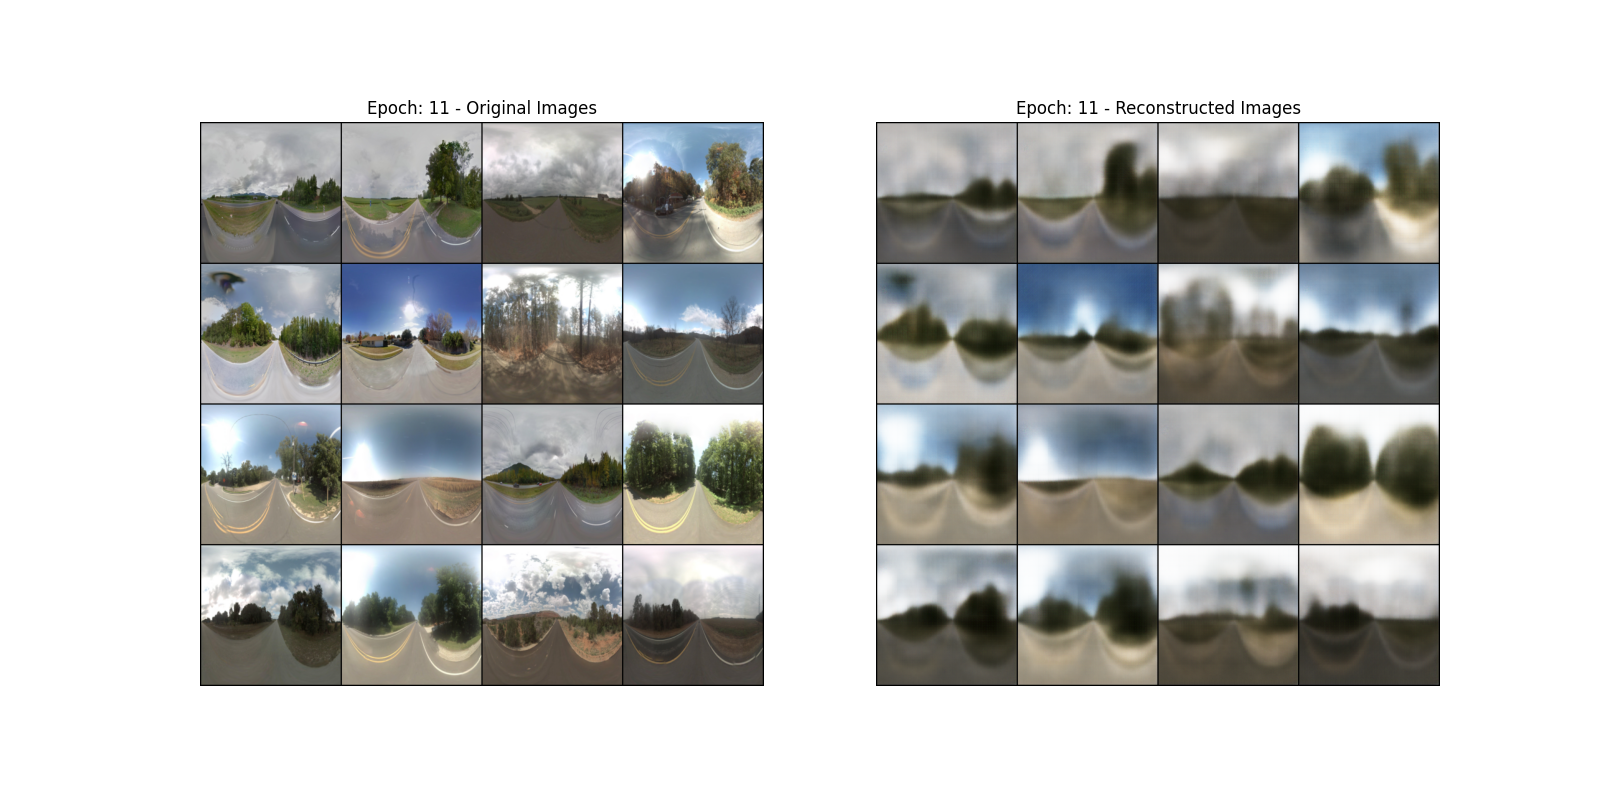 Epoch: 11 - Original Images
Epoch: 11 - Reconstructed Images